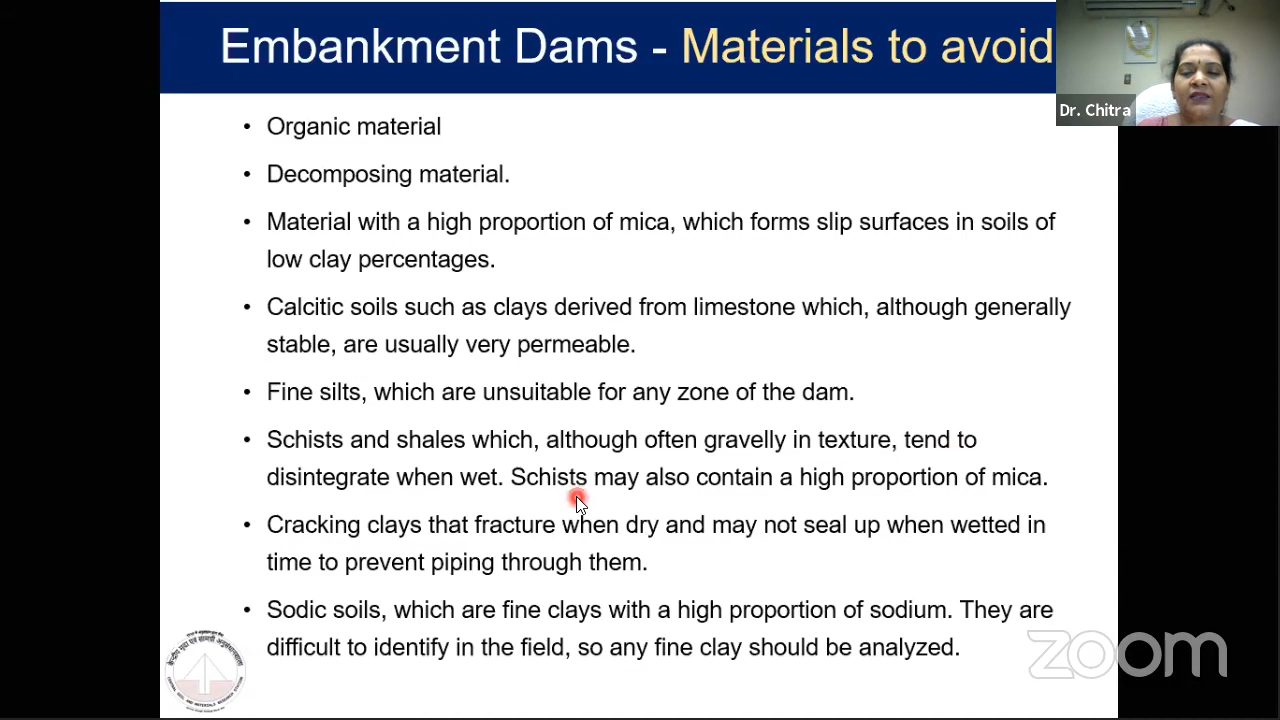 Embankment Dams - Materials to avoid
Dr. Chitra
• Organic material
• Decomposing material.
• Material with a high proportion of mica, which forms slip surfaces in soils of
low clay percentages.
• Calcitic soils such as clays derived from limestone which, although generally
stable, are usually very permeable.
• Fine silts, which are unsuitable for any zone of the dam.
• Schists and shales which, although often gravelly in texture, tend to
disintegrate when wet. Schists may also contain a high proportion of mica.
• Cracking clays that fracture when dry and may not seal up when wetted in
time to prevent piping through them.
• Sodic soils, which are fine clays with a high proportion of sodium. They are
difficult to identify in the field, so any fine clay should be analyzed.
zoom